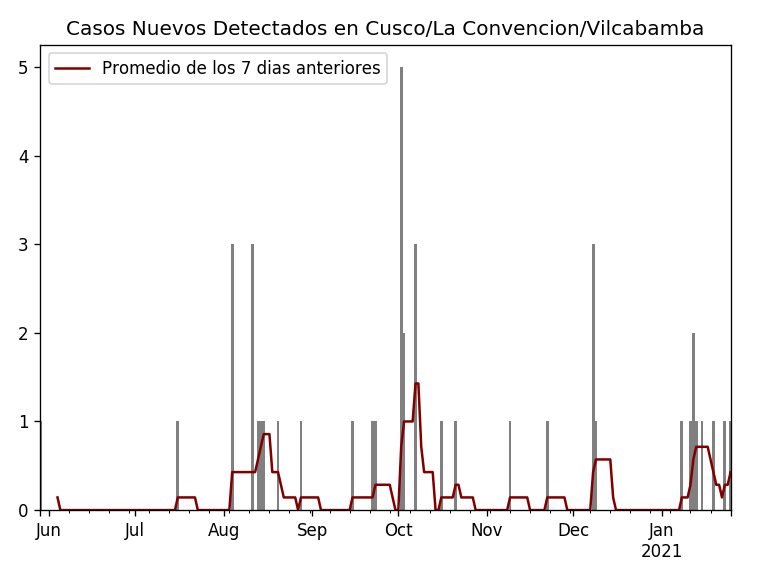 Casos Nuevos Detectados en Cusco/La Convencion/Vilcabamba
Promedio de los 7 dias anteriores
5
4
3
2
1
0
Jun Jul Aug Sep Oct Nov Dec Jan
2021